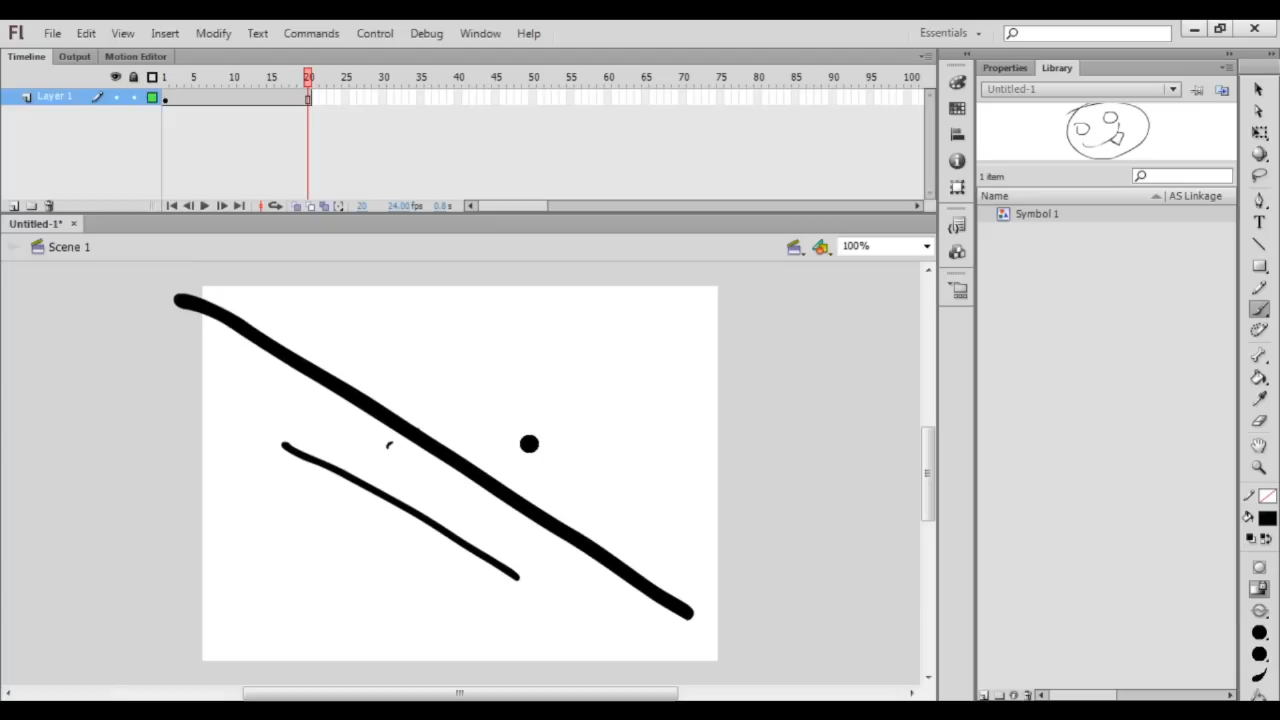 Fl File Edit View Insert Modify Text Commands Control Debug Window Help Essentials
Timeline Output Motion Editor
Properties Library
1 5 10 15 20 25 30 35 40 45 50 55 60 65 70 75 80 85 90 95 100
Untitled-1
Layer 1
1 item
Name AS Linkage
20 24.00 fps 0.8 s
Symbol 1
Untitled-1* ×
Scene 1
100%